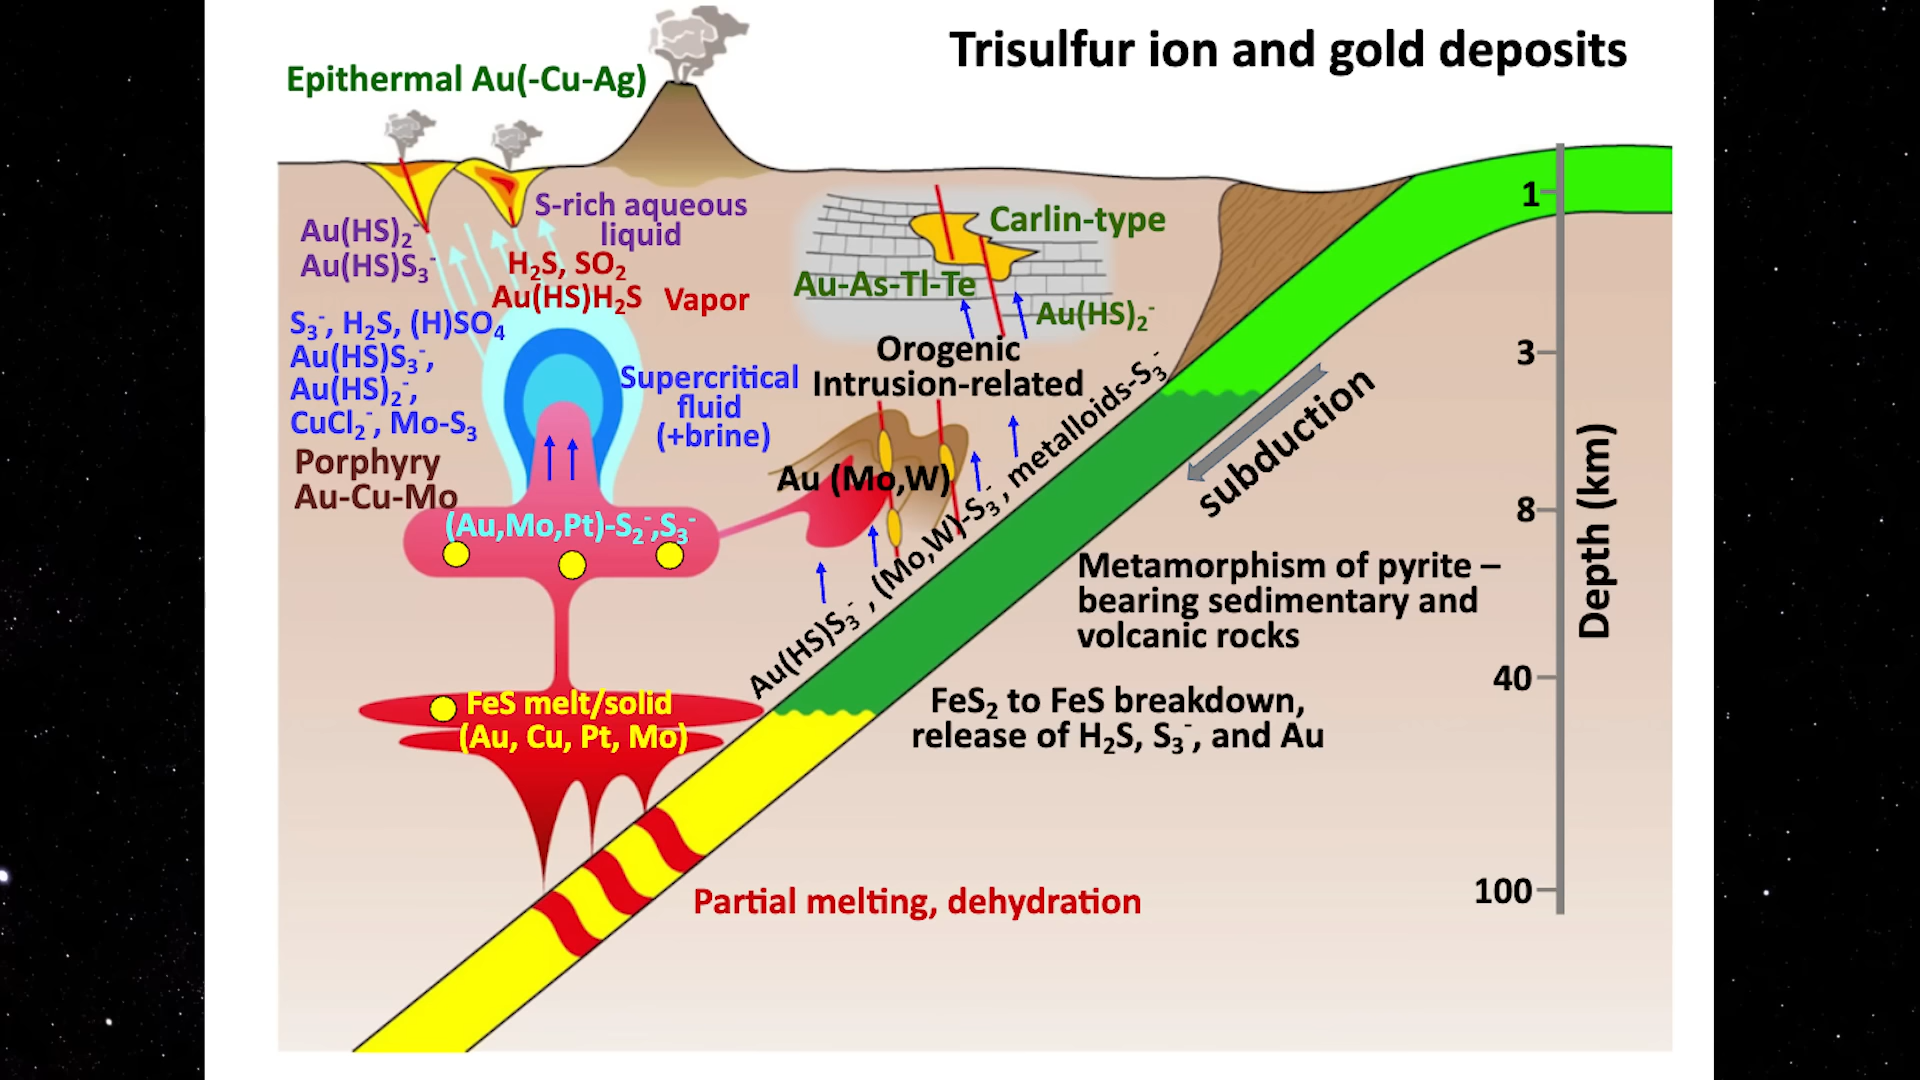 Trisulfur ion and gold deposits
Epithermal Au(-Cu-Ag)
Au(HS)₂⁻
Au(HS)S₃⁻
S-rich aqueous
liquid
H₂S, SO₂
Au(HS)H₂S Vapor
S₃⁻, H₂S, (H)SO₄
Au(HS)S₃⁻,
Au(HS)₂⁻,
CuCl₂⁻, Mo-S₃
Porphyry
Au-Cu-Mo
Supercritical
fluid
(+brine)
(Au,Mo,Pt)-S₂⁻,S₃⁻
FeS melt/solid
(Au, Cu, Pt, Mo)
Carlin-type
Au-As-Tl-Te
Au(HS)₂⁻
Orogenic
Intrusion-related
Au (Mo,W)
Au(HS)S₃⁻, (Mo,W)-S₃⁻, metalloids-S₃⁻
subduction
Metamorphism of pyrite –
bearing sedimentary and
volcanic rocks
FeS₂ to FeS breakdown,
release of H₂S, S₃⁻, and Au
Partial melting, dehydration
1
3
8
40
100
Depth (km)